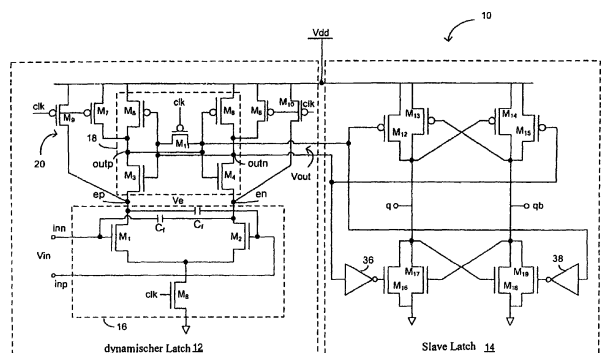 10
Vdd
clk
M9
M7
M5
clk
M6
M8
M10
clk
M11
18
20
outp
outn
Vout
M3
M4
ep
Ve
en
inn
Cf
Cf
M1
M2
Vin
inp
clk
M8
16
dynamischer Latch 12
M13
M14
M12
M15
q
qb
36
M17
M16
M19
M18
38
Slave Latch 14